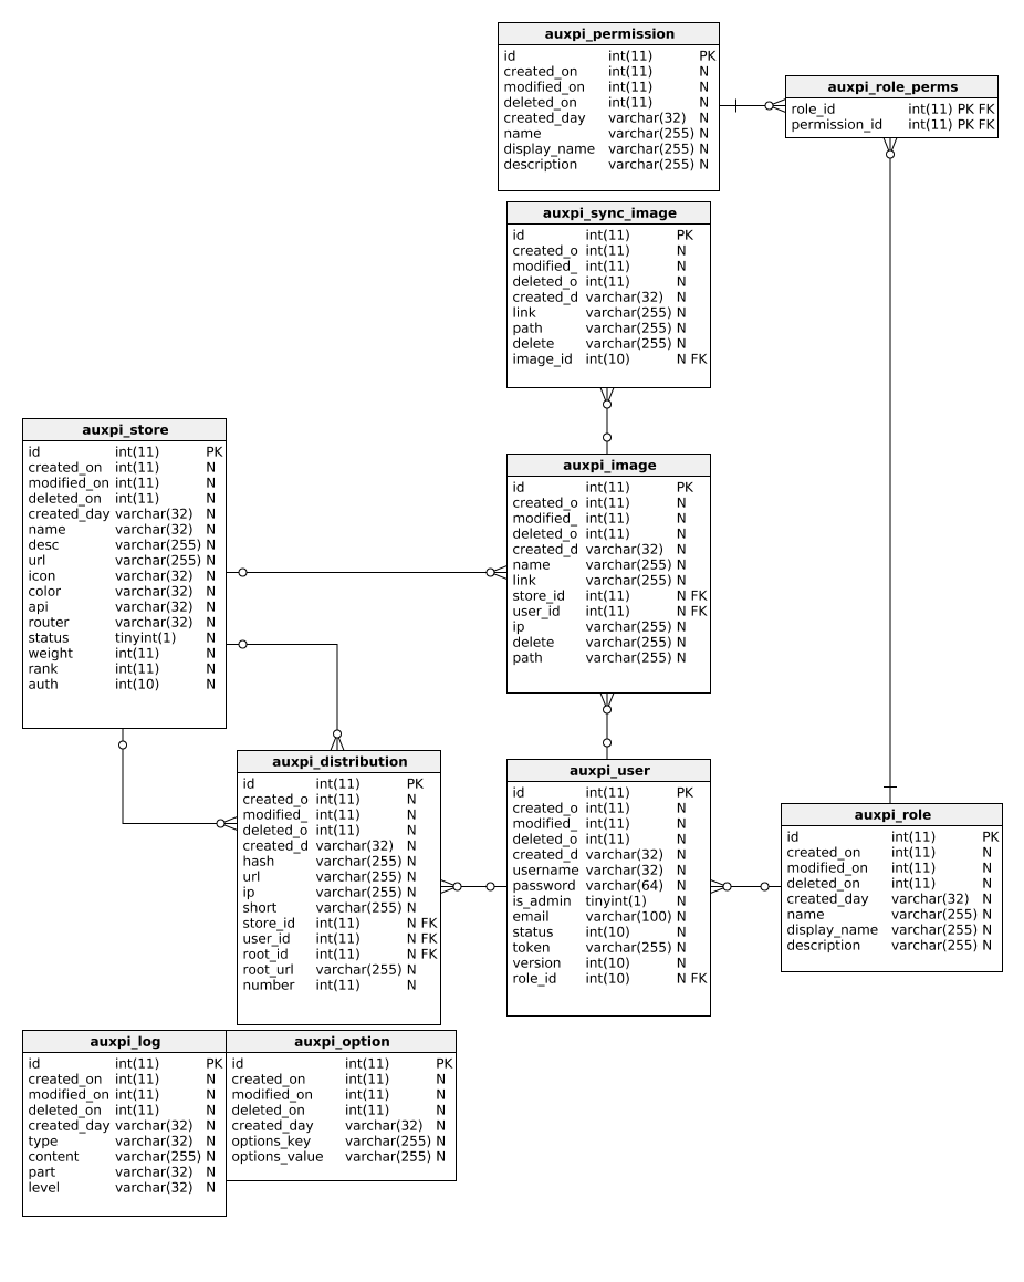 auxpi_permission
id int(11) PK
created_on int(11) N
modified_on int(11) N
deleted_on int(11) N
created_day varchar(32) N
name varchar(255) N
display_name varchar(255) N
description varchar(255) N
auxpi_role_perms
role_id int(11) PK FK
permission_id int(11) PK FK
auxpi_sync_image
id int(11) PK
created_o int(11) N
modified_ int(11) N
deleted_o int(11) N
created_d varchar(32) N
link varchar(255) N
path varchar(255) N
delete varchar(255) N
image_id int(10) N FK
auxpi_store
id int(11) PK
created_on int(11) N
modified_on int(11) N
deleted_on int(11) N
created_day varchar(32) N
name varchar(32) N
desc varchar(255) N
url varchar(255) N
icon varchar(32) N
color varchar(32) N
api varchar(32) N
router varchar(32) N
status tinyint(1) N
weight int(11) N
rank int(11) N
auth int(10) N
auxpi_image
id int(11) PK
created_o int(11) N
modified_ int(11) N
deleted_o int(11) N
created_d varchar(32) N
name varchar(255) N
link varchar(255) N
store_id int(11) N FK
user_id int(11) N FK
ip varchar(255) N
delete varchar(255) N
path varchar(255) N
auxpi_distribution
id int(11) PK
created_o int(11) N
modified_ int(11) N
deleted_o int(11) N
created_d varchar(32) N
hash varchar(255) N
url varchar(255) N
ip varchar(255) N
short varchar(255) N
store_id int(11) N FK
user_id int(11) N FK
root_id int(11) N FK
root_url varchar(255) N
number int(11) N
auxpi_user
id int(11) PK
created_o int(11) N
modified_ int(11) N
deleted_o int(11) N
created_d varchar(32) N
username varchar(32) N
password varchar(64) N
is_admin tinyint(1) N
email varchar(100) N
status int(10) N
token varchar(255) N
version int(10) N
role_id int(10) N FK
auxpi_role
id int(11) PK
created_on int(11) N
modified_on int(11) N
deleted_on int(11) N
created_day varchar(32) N
name varchar(255) N
display_name varchar(255) N
description varchar(255) N
auxpi_log
id int(11) PK
created_on int(11) N
modified_on int(11) N
deleted_on int(11) N
created_day varchar(32) N
type varchar(32) N
content varchar(255) N
part varchar(32) N
level varchar(32) N
auxpi_option
id int(11) PK
created_on int(11) N
modified_on int(11) N
deleted_on int(11) N
created_day varchar(32) N
options_key varchar(255) N
options_value varchar(255) N